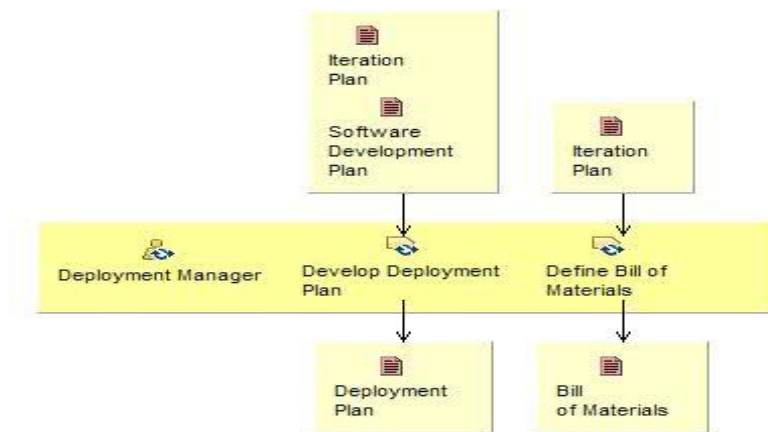 Iteration
Plan
Software
Development
Plan
Iteration
Plan
Deployment Manager
Develop Deployment
Plan
Define Bill of
Materials
Deployment
Plan
Bill
of Materials